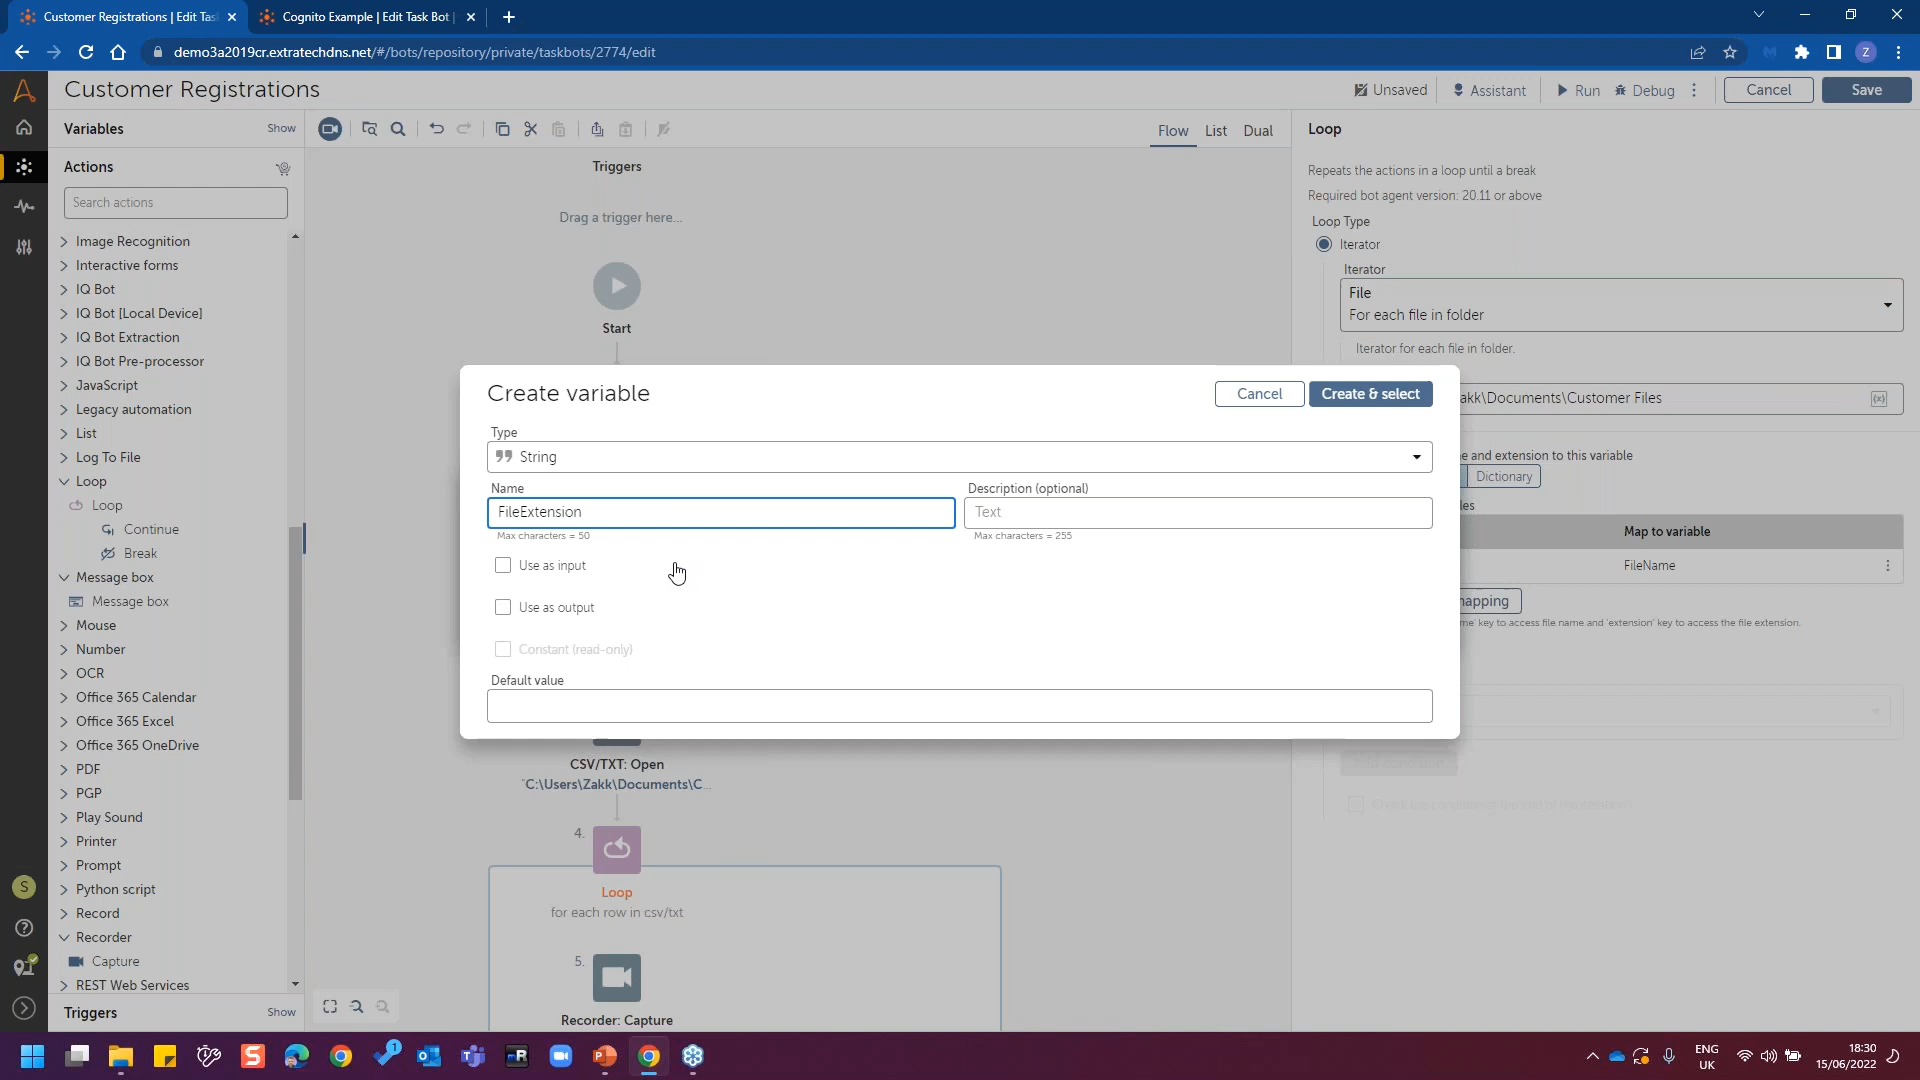 Customer Registrations | Edit Tas
Cognito Example | Edit Task Bot |
demo3a2019cr.extratechdns.net/#/bots/repository/private/taskbots/2774/edit
Z
Customer Registrations
Unsaved
Assistant
Run
Debug
Cancel
Save
Variables
Show
Flow
List
Dual
Loop
Actions
Search actions
Image Recognition
Interactive forms
IQ Bot
IQ Bot [Local Device]
IQ Bot Extraction
IQ Bot Pre-processor
JavaScript
Legacy automation
List
Log To File
Loop
Loop
Continue
Break
Message box
Message box
Mouse
Number
OCR
Office 365 Calendar
Office 365 Excel
Office 365 OneDrive
PDF
PGP
Play Sound
Printer
Prompt
Python script
Record
Recorder
Capture
REST Web Services
Triggers
Show
S
Triggers
Drag a trigger here...
Start
Create variable
Cancel
Create & select
Type
String
Name
Description (optional)
FileExtension
Text
Max characters = 50
Max characters = 255
Use as input
Use as output
Constant (read-only)
Default value
CSV/TXT: Open
"C:\Users\Zakk\Documents\C...
4.
Loop
for each row in csv/txt
5.
Recorder: Capture
Repeats the actions in a loop until a break
Required bot agent version: 20.11 or above
Loop Type
Iterator
Iterator
File
For each file in folder
Iterator for each file in folder.
akk\Documents\Customer Files
(x)
e and extension to this variable
Dictionary
les
Map to variable
FileName
napping
me' key to access file name and 'extension' key to access the file extension.
1
ENG
UK
18:30
15/06/2022